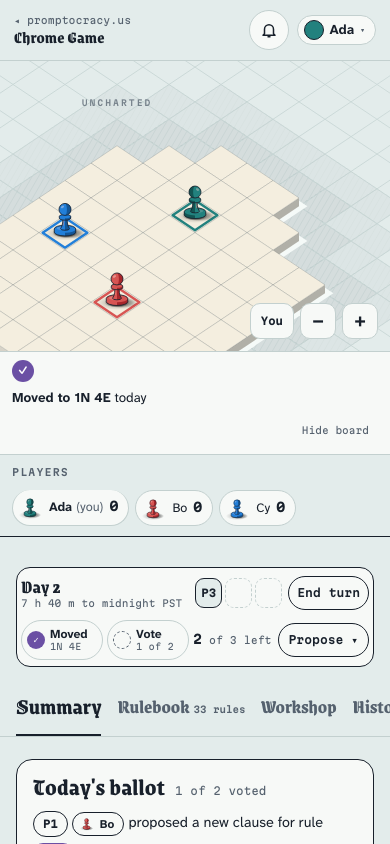 ◂ promptocracy.us
Chrome Game
Ada ▾
UNCHARTED
You − +
Moved to 1N 4E today
Hide board
PLAYERS
Ada (you) 0 Bo 0 Cy 0
Day 2
7 h 40 m to midnight PST
P3
End turn
Moved
1N 4E
Vote
1 of 2
2 of 3 left
Propose ▾
Summary Rulebook 33 rules Workshop Histo
Today's ballot 1 of 2 voted
P1 Bo proposed a new clause for rule